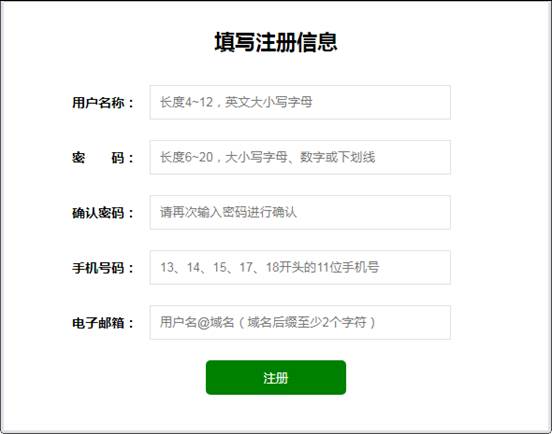 填写注册信息
用户名称： 长度4~12，英文大小写字母
密　　码： 长度6~20，大小写字母、数字或下划线
确认密码： 请再次输入密码进行确认
手机号码： 13、14、15、17、18开头的11位手机号
电子邮箱： 用户名@域名（域名后缀至少2个字符）
注册